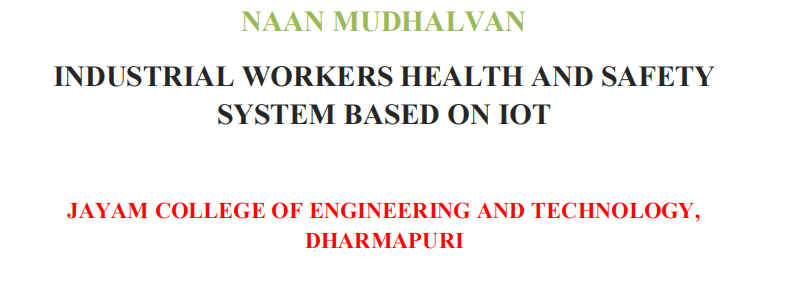 NAAN MUDHALVAN
INDUSTRIAL WORKERS HEALTH AND SAFETY
SYSTEM BASED ON IOT
JAYAM COLLEGE OF ENGINEERING AND TECHNOLOGY,
DHARMAPURI